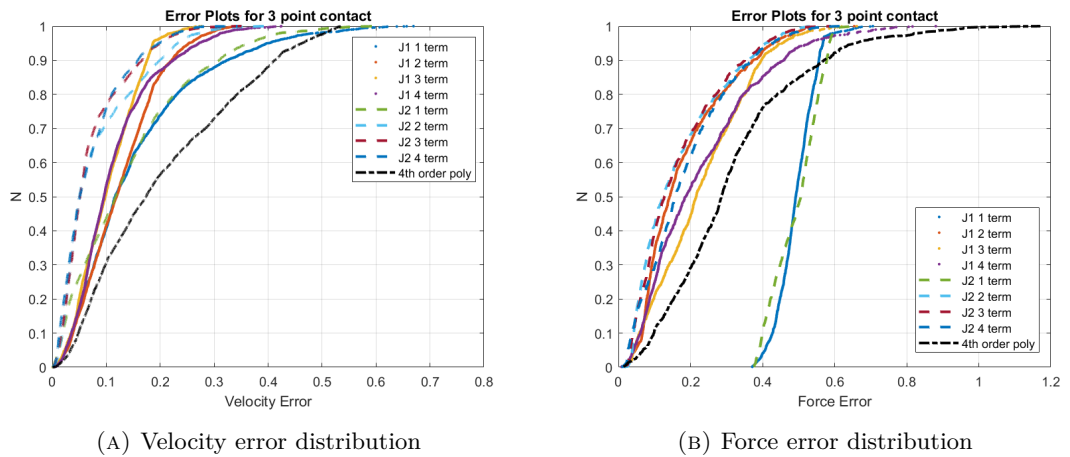 Error Plots for 3 point contact
N
1
0.9
0.8
0.7
0.6
0.5
0.4
0.3
0.2
0.1
0
0 0.1 0.2 0.3 0.4 0.5 0.6 0.7 0.8
Velocity Error
J1 1 term
J1 2 term
J1 3 term
J1 4 term
J2 1 term
J2 2 term
J2 3 term
J2 4 term
4th order poly
(A) Velocity error distribution
Error Plots for 3 point contact
N
1
0.9
0.8
0.7
0.6
0.5
0.4
0.3
0.2
0.1
0
0 0.2 0.4 0.6 0.8 1 1.2
Force Error
J1 1 term
J1 2 term
J1 3 term
J1 4 term
J2 1 term
J2 2 term
J2 3 term
J2 4 term
4th order poly
(B) Force error distribution